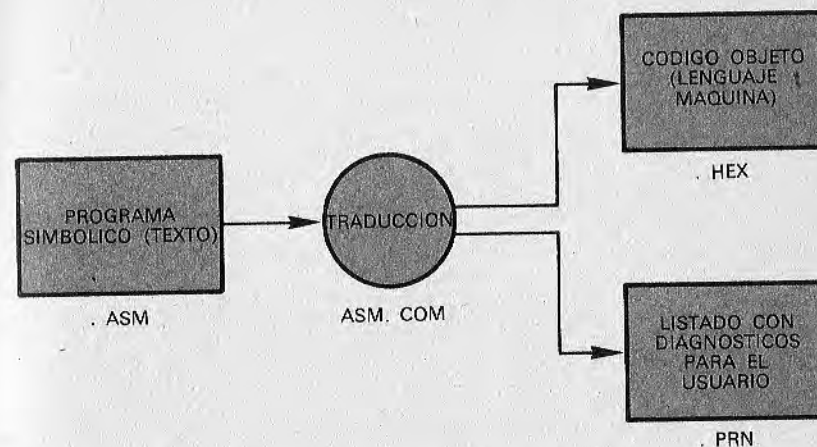 PROGRAMA
SIMBOLICO (TEXTO)
. ASM
TRADUCCION
ASM. COM
CODIGO OBJETO
(LENGUAJE
MAQUINA)
. HEX
LISTADO CON
DIAGNOSTICOS
PARA EL
USUARIO
. PRN